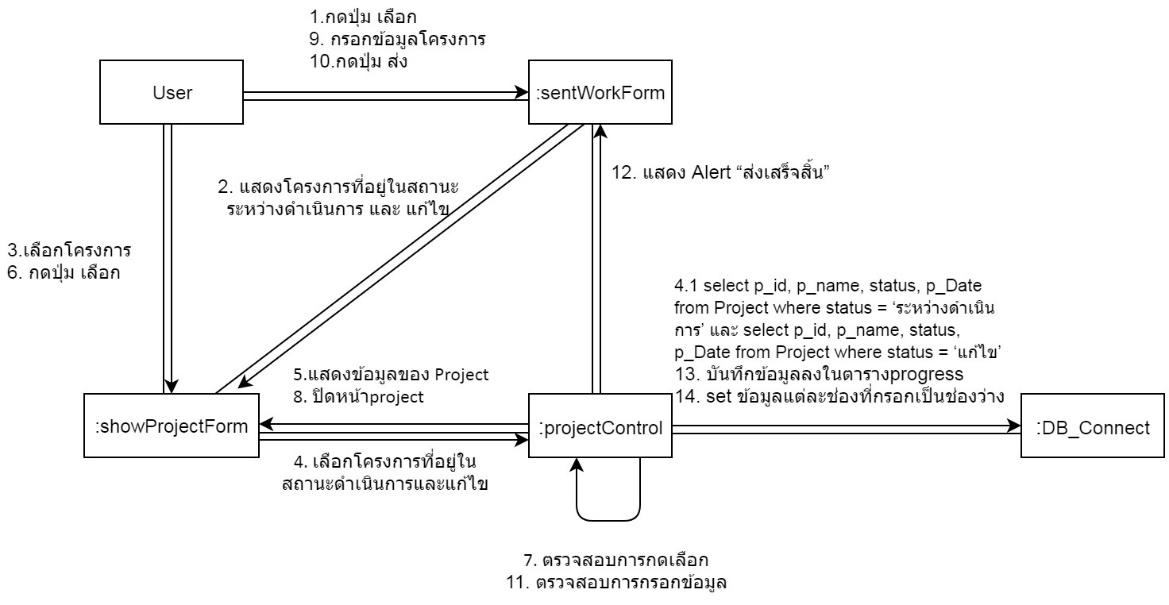 1.กดปุ่ม เลือก
9. กรอกข้อมูลโครงการ
10.กดปุ่ม ส่ง
User
:sentWorkForm
12. แสดง Alert “ส่งเสร็จสิ้น”
2. แสดงโครงการที่อยู่ในสถานะ
ระหว่างดำเนินการ และ แก้ไข
3.เลือกโครงการ
6. กดปุ่ม เลือก
4.1 select p_id, p_name, status, p_Date
from Project where status = ‘ระหว่างดำเนิน
การ’ และ select p_id, p_name, status,
p_Date from Project where status = ‘แก้ไข’
13. บันทึกข้อมูลลงในตารางprogress
14. set ข้อมูลแต่ละช่องที่กรอกเป็นช่องว่าง
5.แสดงข้อมูลของ Project
8. ปิดหน้าproject
:showProjectForm
:projectControl
:DB_Connect
4. เลือกโครงการที่อยู่ใน
สถานะดำเนินการและแก้ไข
7. ตรวจสอบการกดเลือก
11. ตรวจสอบการกรอกข้อมูล